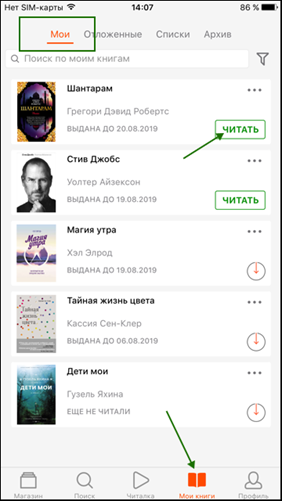 Нет SIM-карты 14:07 86 %
Мои Отложенные Списки Архив
Поиск по моим книгам
Шантарам
Грегори Дэвид Робертс
ВЫДАНА ДО 20.08.2019
ЧИТАТЬ
Стив Джобс
Уолтер Айзексон
ВЫДАНА ДО 19.08.2019
ЧИТАТЬ
Магия утра
Хэл Элрод
ВЫДАНА ДО 19.08.2019
Тайная жизнь цвета
Кассия Сен-Клер
ВЫДАНА ДО 06.08.2019
Дети мои
Гузель Яхина
ЕЩЕ НЕ ЧИТАЛИ
Магазин Поиск Читалка Мои книги Профиль